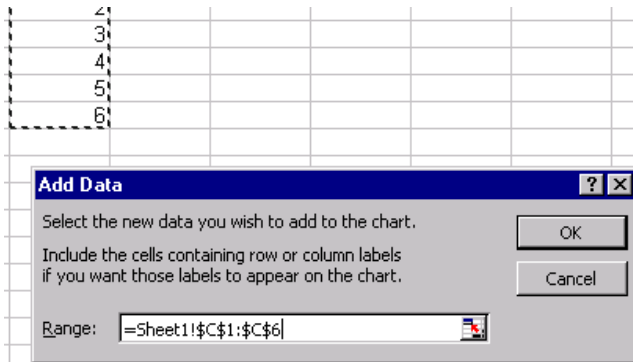 2
3
4
5
6
Add Data
Select the new data you wish to add to the chart.
OK
Include the cells containing row or column labels
if you want those labels to appear on the chart.
Cancel
Range: =Sheet1!$C$1:$C$6